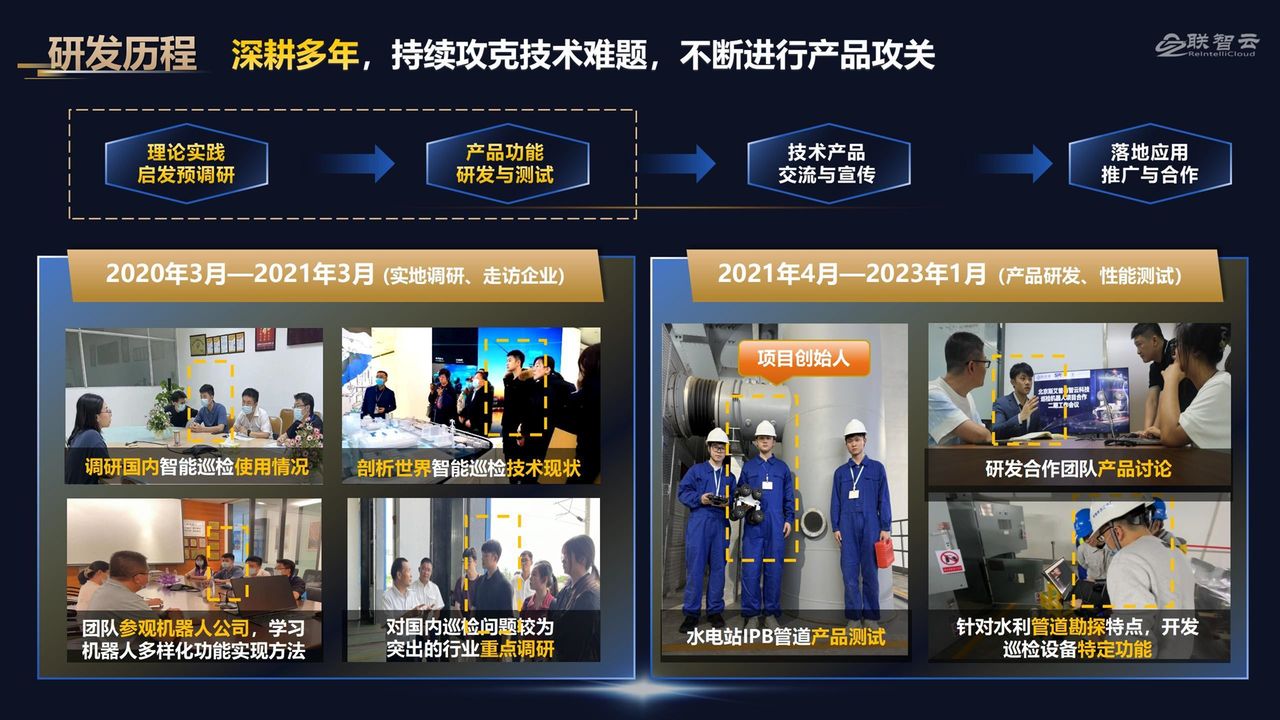 研发历程
深耕多年，持续攻克技术难题，不断进行产品攻关
联智云
ReIntelliCloud
理论实践
启发预调研
产品功能
研发与测试
技术产品
交流与宣传
落地应用
推广与合作
2020年3月—2021年3月 (实地调研、走访企业)
调研国内智能巡检使用情况
剖析世界智能巡检技术现状
团队参观机器人公司，学习
机器人多样化功能实现方法
对国内巡检问题较为
突出的行业重点调研
2021年4月—2023年1月 (产品研发、性能测试)
项目创始人
水电站IPB管道产品测试
二期工作会议
研发合作团队产品讨论
针对水利管道勘探特点，开发
巡检设备特定功能